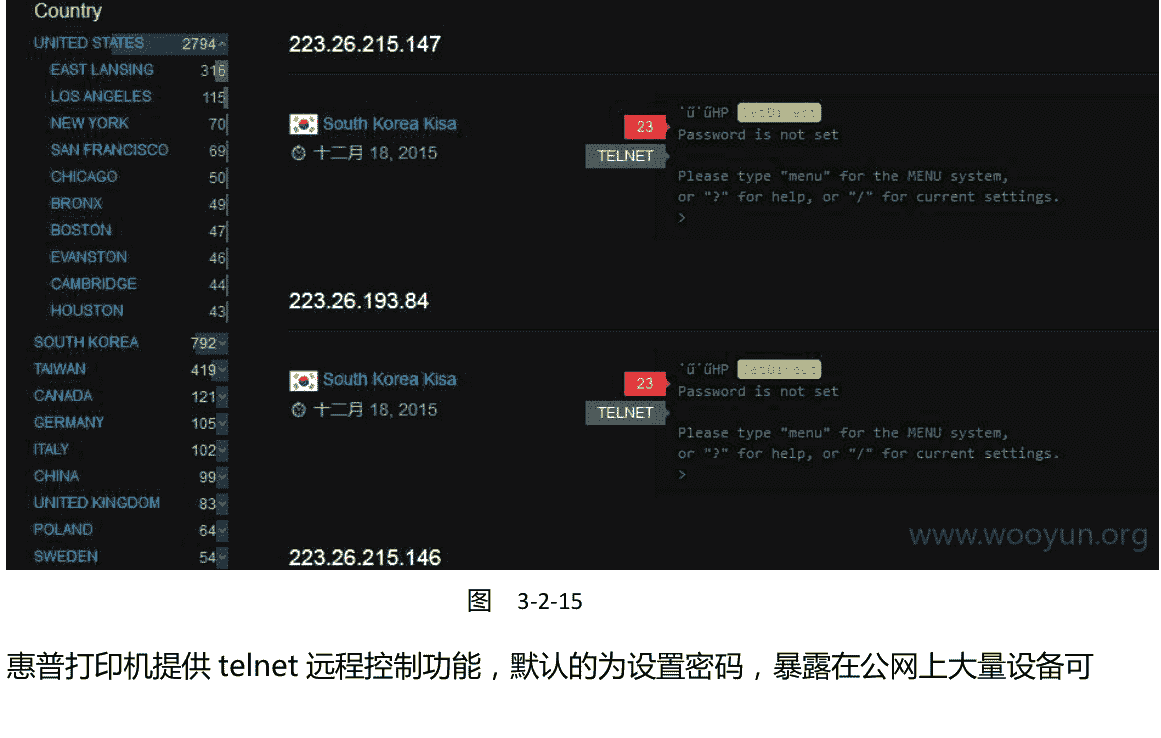 Country
UNITED STATES 2794
EAST LANSING 316
LOS ANGELES 115
NEW YORK 70
SAN FRANCISCO 69
CHICAGO 50
BRONX 49
BOSTON 47
EVANSTON 46
CAMBRIDGE 44
HOUSTON 43
SOUTH KOREA 792
TAIWAN 419
CANADA 121
GERMANY 105
ITALY 102
CHINA 99
UNITED KINGDOM 83
POLAND 64
SWEDEN 54
223.26.215.147
South Korea Kisa
十二月 18, 2015
23
TELNET
HP
Password is not set
Please type "menu" for the MENU system,
or "?" for help, or "/" for current settings.
>
223.26.193.84
South Korea Kisa
十二月 18, 2015
23
TELNET
HP
Password is not set
Please type "menu" for the MENU system,
or "?" for help, or "/" for current settings.
>
223.26.215.146
www.wooyun.org
图 3-2-15
惠普打印机提供 telnet 远程控制功能，默认的为设置密码，暴露在公网上大量设备可